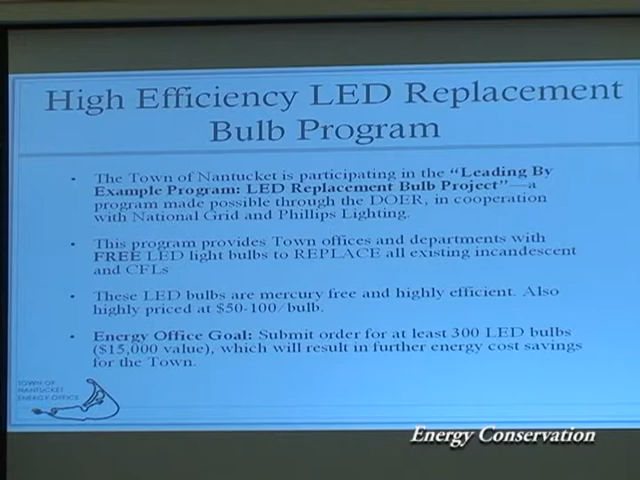 High Efficiency LED Replacement
Bulb Program
• The Town of Nantucket is participating in the "Leading By
Example Program: LED Replacement Bulb Project"—a
program made possible through the DOER, in cooperation
with National Grid and Phillips Lighting.
• This program provides Town offices and departments with
FREE LED light bulbs to REPLACE all existing incandescent
and CFLs
• These LED bulbs are mercury free and highly efficient. Also
highly priced at $50-100/bulb.
• Energy Office Goal: Submit order for at least 300 LED bulbs
($15,000 value), which will result in further energy cost savings
for the Town.
TOWN OF
NANTUCKET
ENERGY OFFICE
Energy Conservation